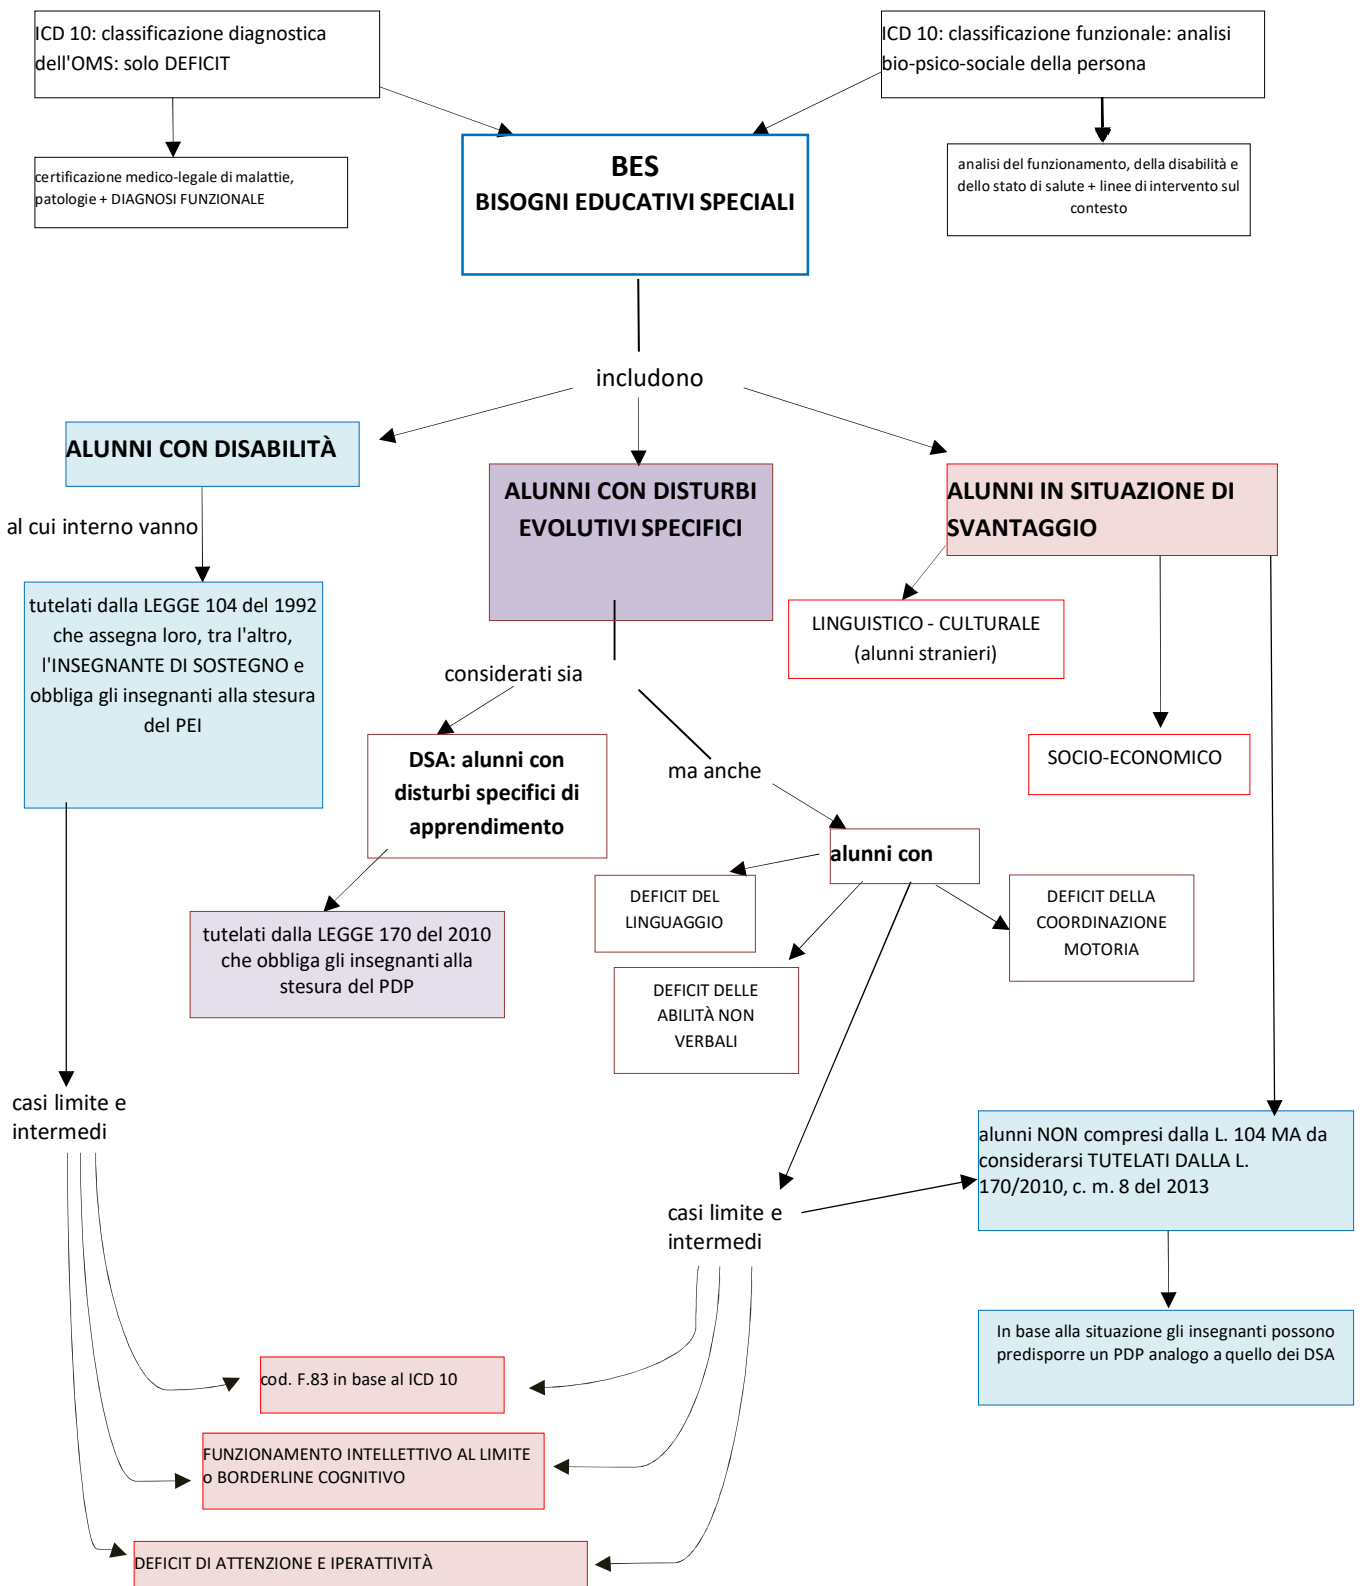 ICD 10: classificazione diagnostica
dell'OMS: solo DEFICIT
ICD 10: classificazione funzionale: analisi
bio-psico-sociale della persona
certificazione medico-legale di malattie,
patologie + DIAGNOSI FUNZIONALE
BES
BISOGNI EDUCATIVI SPECIALI
analisi del funzionamento, della disabilità e
dello stato di salute + linee di intervento sul
contesto
includono
ALUNNI CON DISABILITÀ
ALUNNI CON DISTURBI
EVOLUTIVI SPECIFICI
ALUNNI IN SITUAZIONE DI
SVANTAGGIO
al cui interno vanno
tutelati dalla LEGGE 104 del 1992
che assegna loro, tra l'altro,
l'INSEGNANTE DI SOSTEGNO e
obbliga gli insegnanti alla stesura
del PEI
LINGUISTICO - CULTURALE
(alunni stranieri)
considerati sia
DSA: alunni con
disturbi specifici di
apprendimento
ma anche
SOCIO-ECONOMICO
alunni con
DEFICIT DEL
LINGUAGGIO
DEFICIT DELLA
COORDINAZIONE
MOTORIA
tutelati dalla LEGGE 170 del 2010
che obbliga gli insegnanti alla
stesura del PDP
DEFICIT DELLE
ABILITÀ NON
VERBALI
casi limite e
intermedi
alunni NON compresi dalla L. 104 MA da
considerarsi TUTELATI DALLA L.
170/2010, c. m. 8 del 2013
casi limite e
intermedi
In base alla situazione gli insegnanti possono
predisporre un PDP analogo a quello dei DSA
cod. F.83 in base al ICD 10
FUNZIONAMENTO INTELLETTIVO AL LIMITE
o BORDERLINE COGNITIVO
DEFICIT DI ATTENZIONE E IPERATTIVITÀ